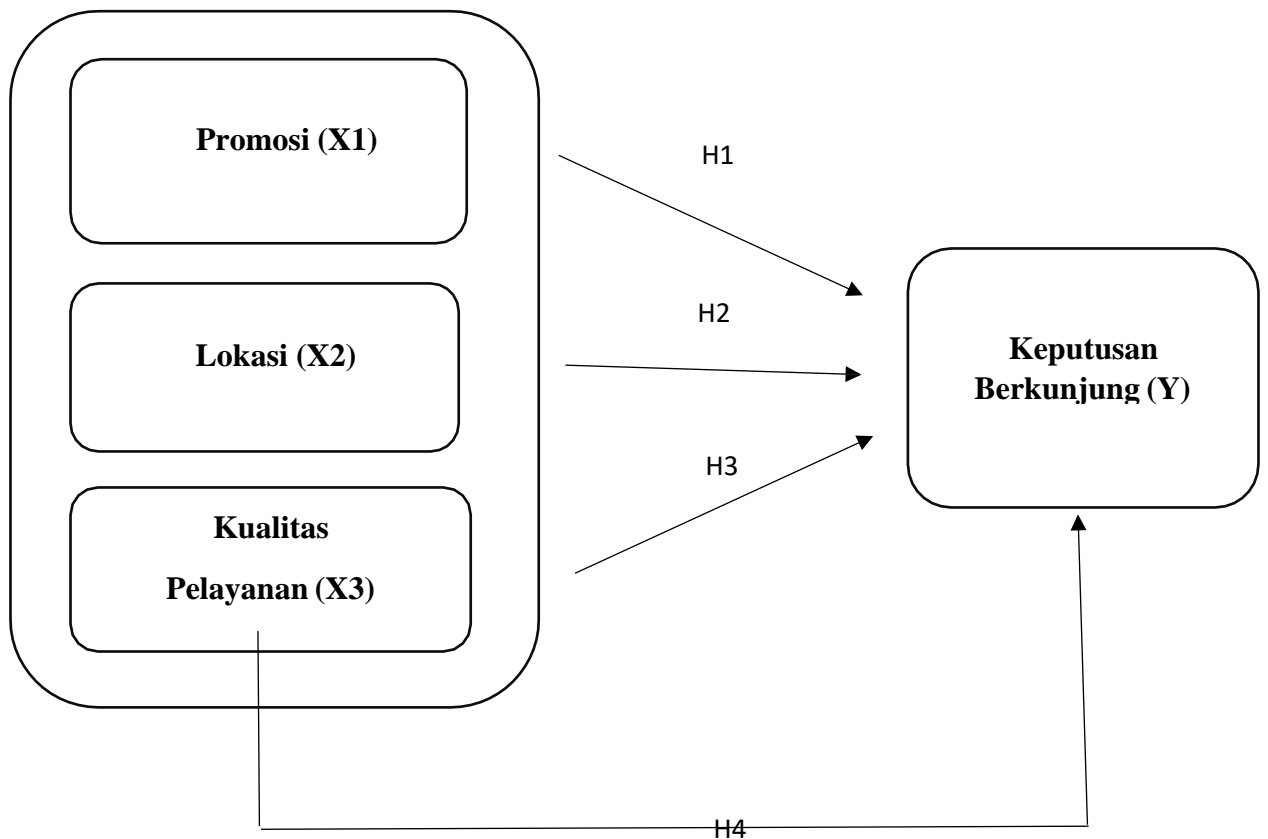 Promosi (X1)
H1
H2
Lokasi (X2)
Keputusan
Berkunjung (Y)
H3
Kualitas
Pelayanan (X3)
H4